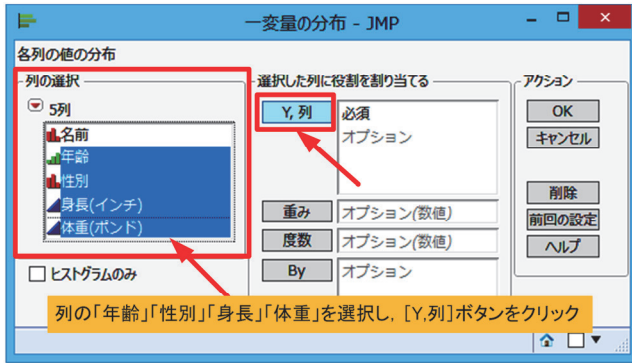 一変量の分布 - JMP
各列の値の分布
列の選択
5列
名前
年齢
性別
身長(インチ)
体重(ポンド)
ヒストグラムのみ
選択した列に役割を割り当てる
Y, 列
必須
オプション
重み
オプション(数値)
度数
オプション(数値)
By
オプション
アクション
OK
キャンセル
削除
前回の設定
ヘルプ
列の「年齢」「性別」「身長」「体重」を選択し, [Y,列]ボタンをクリック